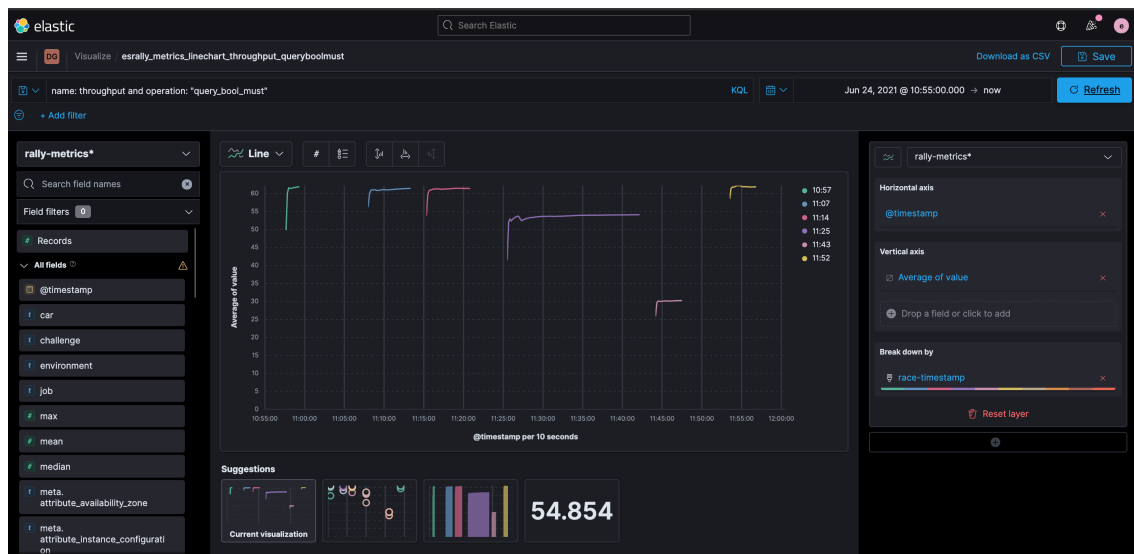 elastic
Search Elastic
e
DG
Visualize
esrally_metrics_linechart_throughput_queryboolmust
Download as CSV
Save
name: throughput and operation: "query_bool_must"
KQL
Jun 24, 2021 @ 10:55:00.000 → now
Refresh
+ Add filter
rally-metrics*
Search field names
Field filters 0
# Records
All fields
@timestamp
t car
t challenge
t environment
t job
# max
# mean
# median
t meta.
attribute_availability_zone
t meta.
attribute_instance_configurati
on
Line
#
60
55
50
45
40
35
30
25
20
15
10
5
0
Average of value
10:55:00
11:00:00
11:05:00
11:10:00
11:15:00
11:20:00
11:25:00
11:30:00
11:35:00
11:40:00
11:45:00
11:50:00
11:55:00
12:00:00
@timestamp per 10 seconds
10:57
11:07
11:14
11:25
11:43
11:52
Suggestions
Current visualization
54.854
rally-metrics*
Horizontal axis
@timestamp
Vertical axis
Average of value
Drop a field or click to add
Break down by
race-timestamp
Reset layer